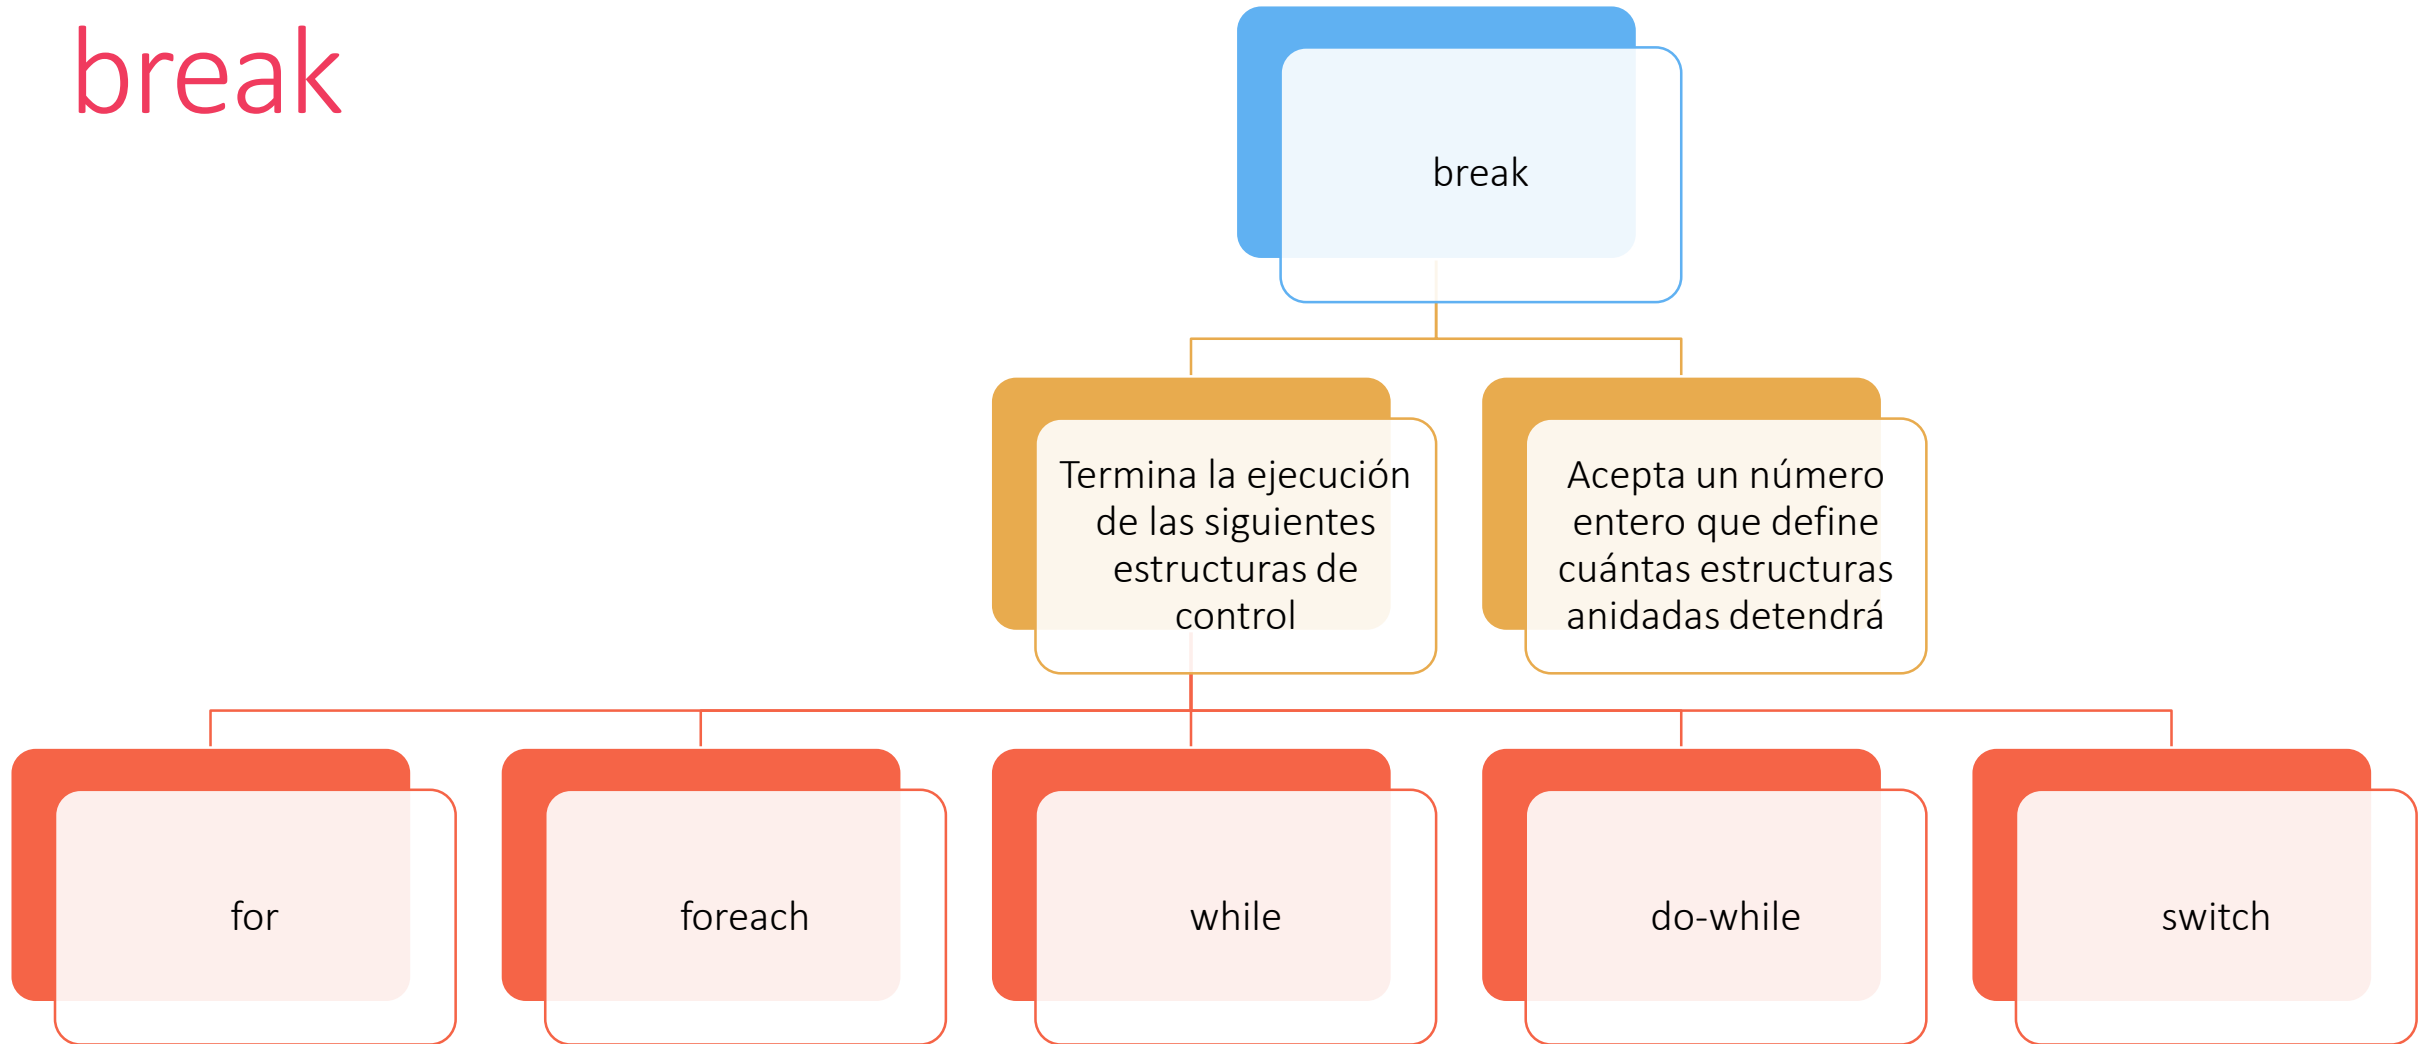 break
break
Termina la ejecución
de las siguientes
estructuras de
control
Acepta un número
entero que define
cuántas estructuras
anidadas detendrá
for
foreach
while
do-while
switch